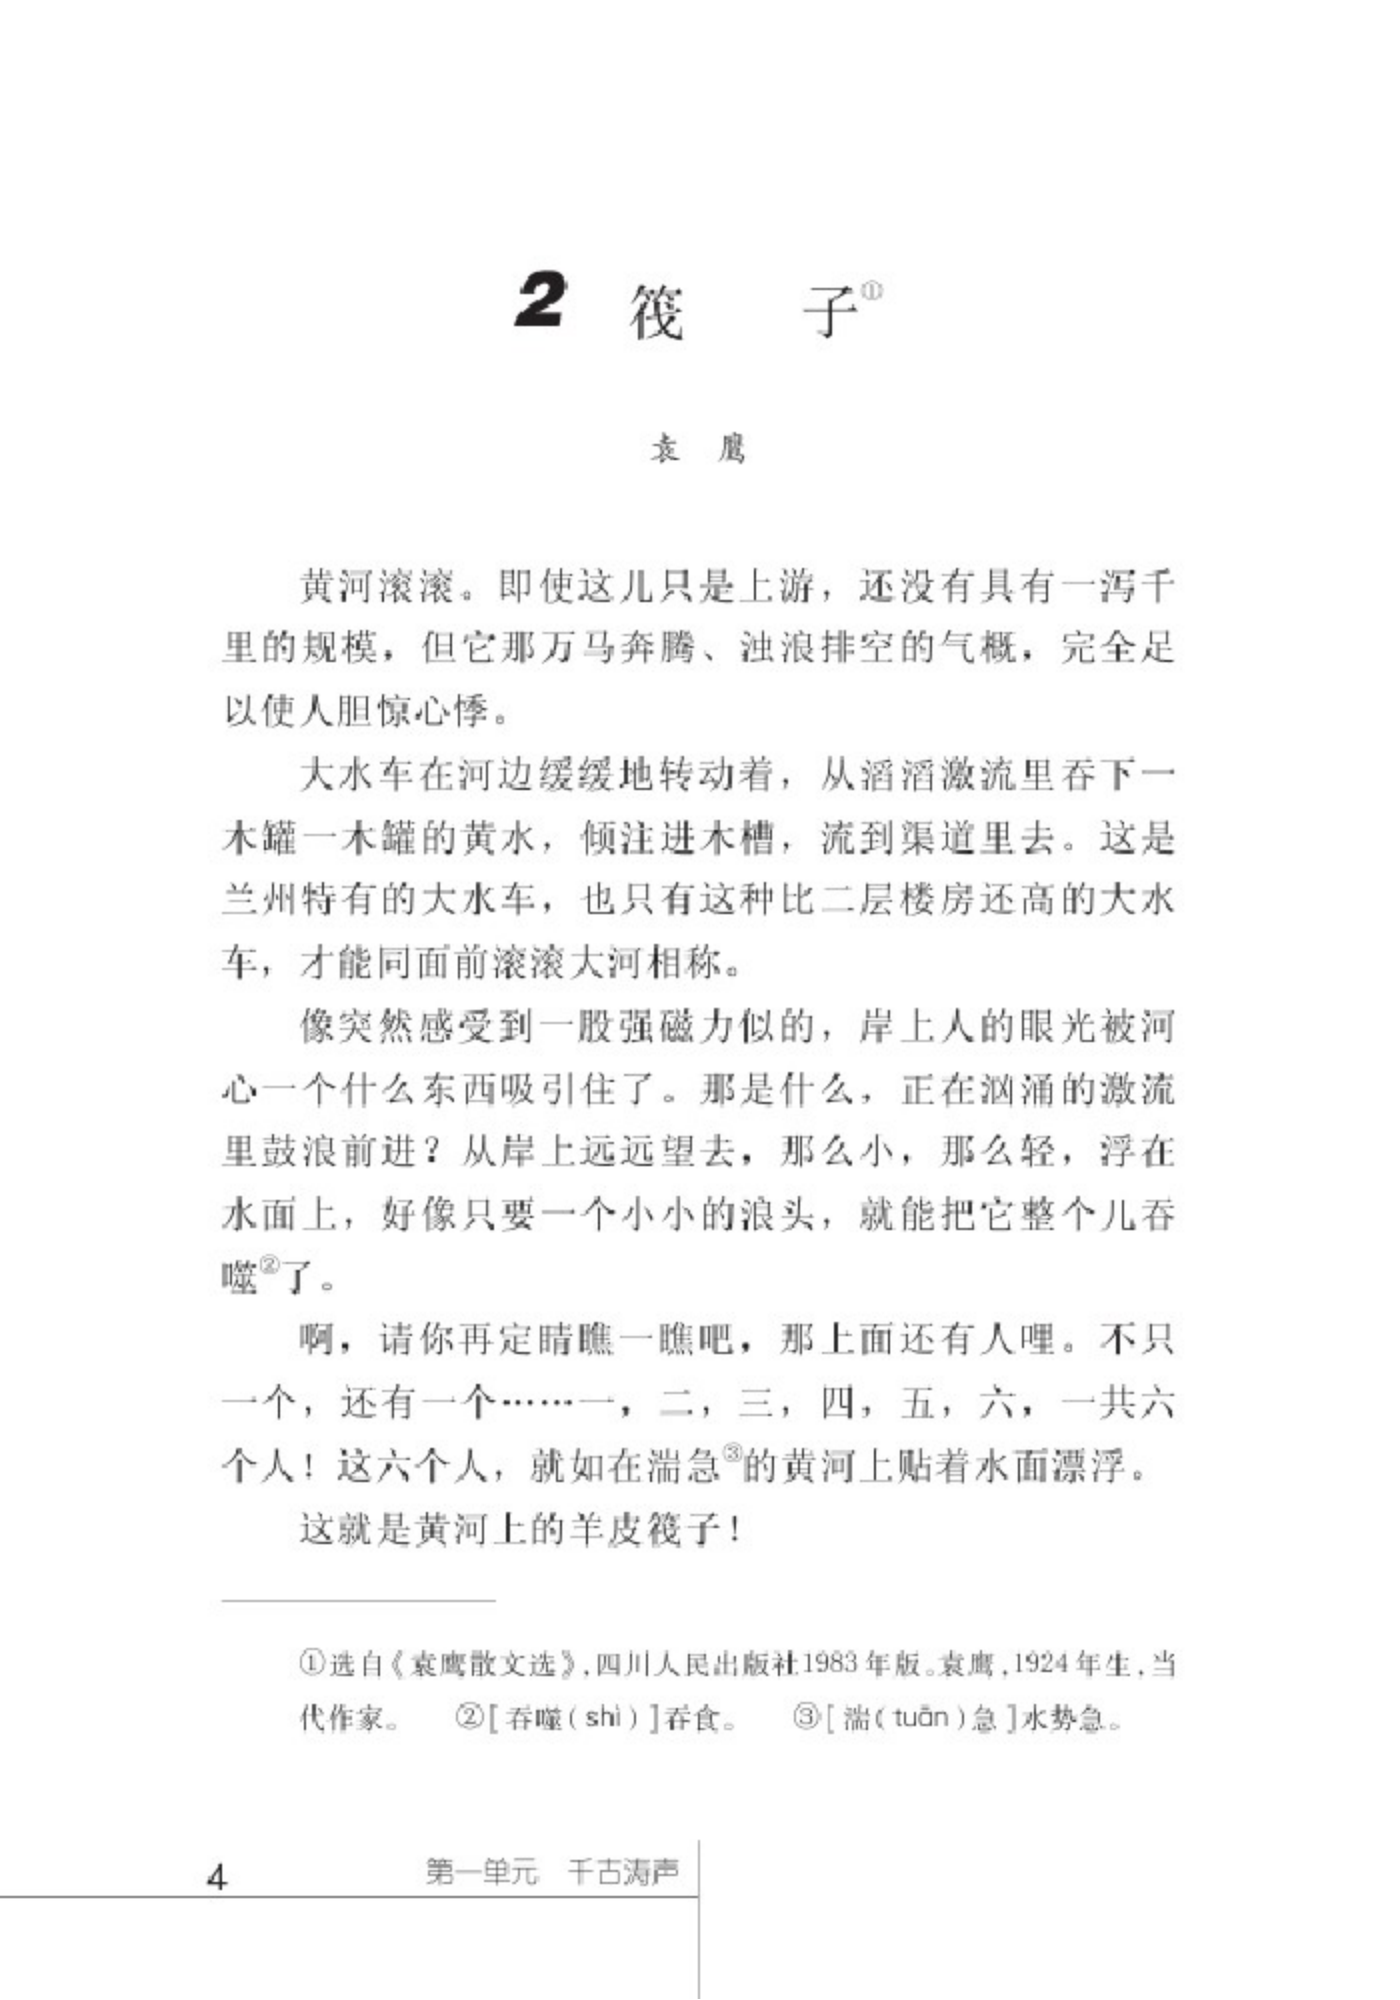 2 筏 子①
袁 鹰
黄河滚滚。即使这儿只是上游，还没有具有一泻千
里的规模，但它那万马奔腾、浊浪排空的气概，完全足
以使人胆惊心悸。
大水车在河边缓缓地转动着，从滔滔激流里吞下一
木罐一木罐的黄水，倾注进木槽，流到渠道里去。这是
兰州特有的大水车，也只有这种比二层楼房还高的大水
车，才能同面前滚滚大河相称。
像突然感受到一股强磁力似的，岸上人的眼光被河
心一个什么东西吸引住了。那是什么，正在汹涌的激流
里鼓浪前进？从岸上远远望去，那么小，那么轻，浮在
水面上，好像只要一个小小的浪头，就能把它整个儿吞
噬②了。
啊，请你再定睛瞧一瞧吧，那上面还有人哩。不只
一个，还有一个……一，二，三，四，五，六，一共六
个人！这六个人，就如在湍急③的黄河上贴着水面漂浮。
这就是黄河上的羊皮筏子！
①选自《袁鹰散文选》，四川人民出版社1983年版。袁鹰，1924年生，当
代作家。 ②[吞噬(shì)]吞食。 ③[湍(tuān)急]水势急。
4 第一单元 千古涛声